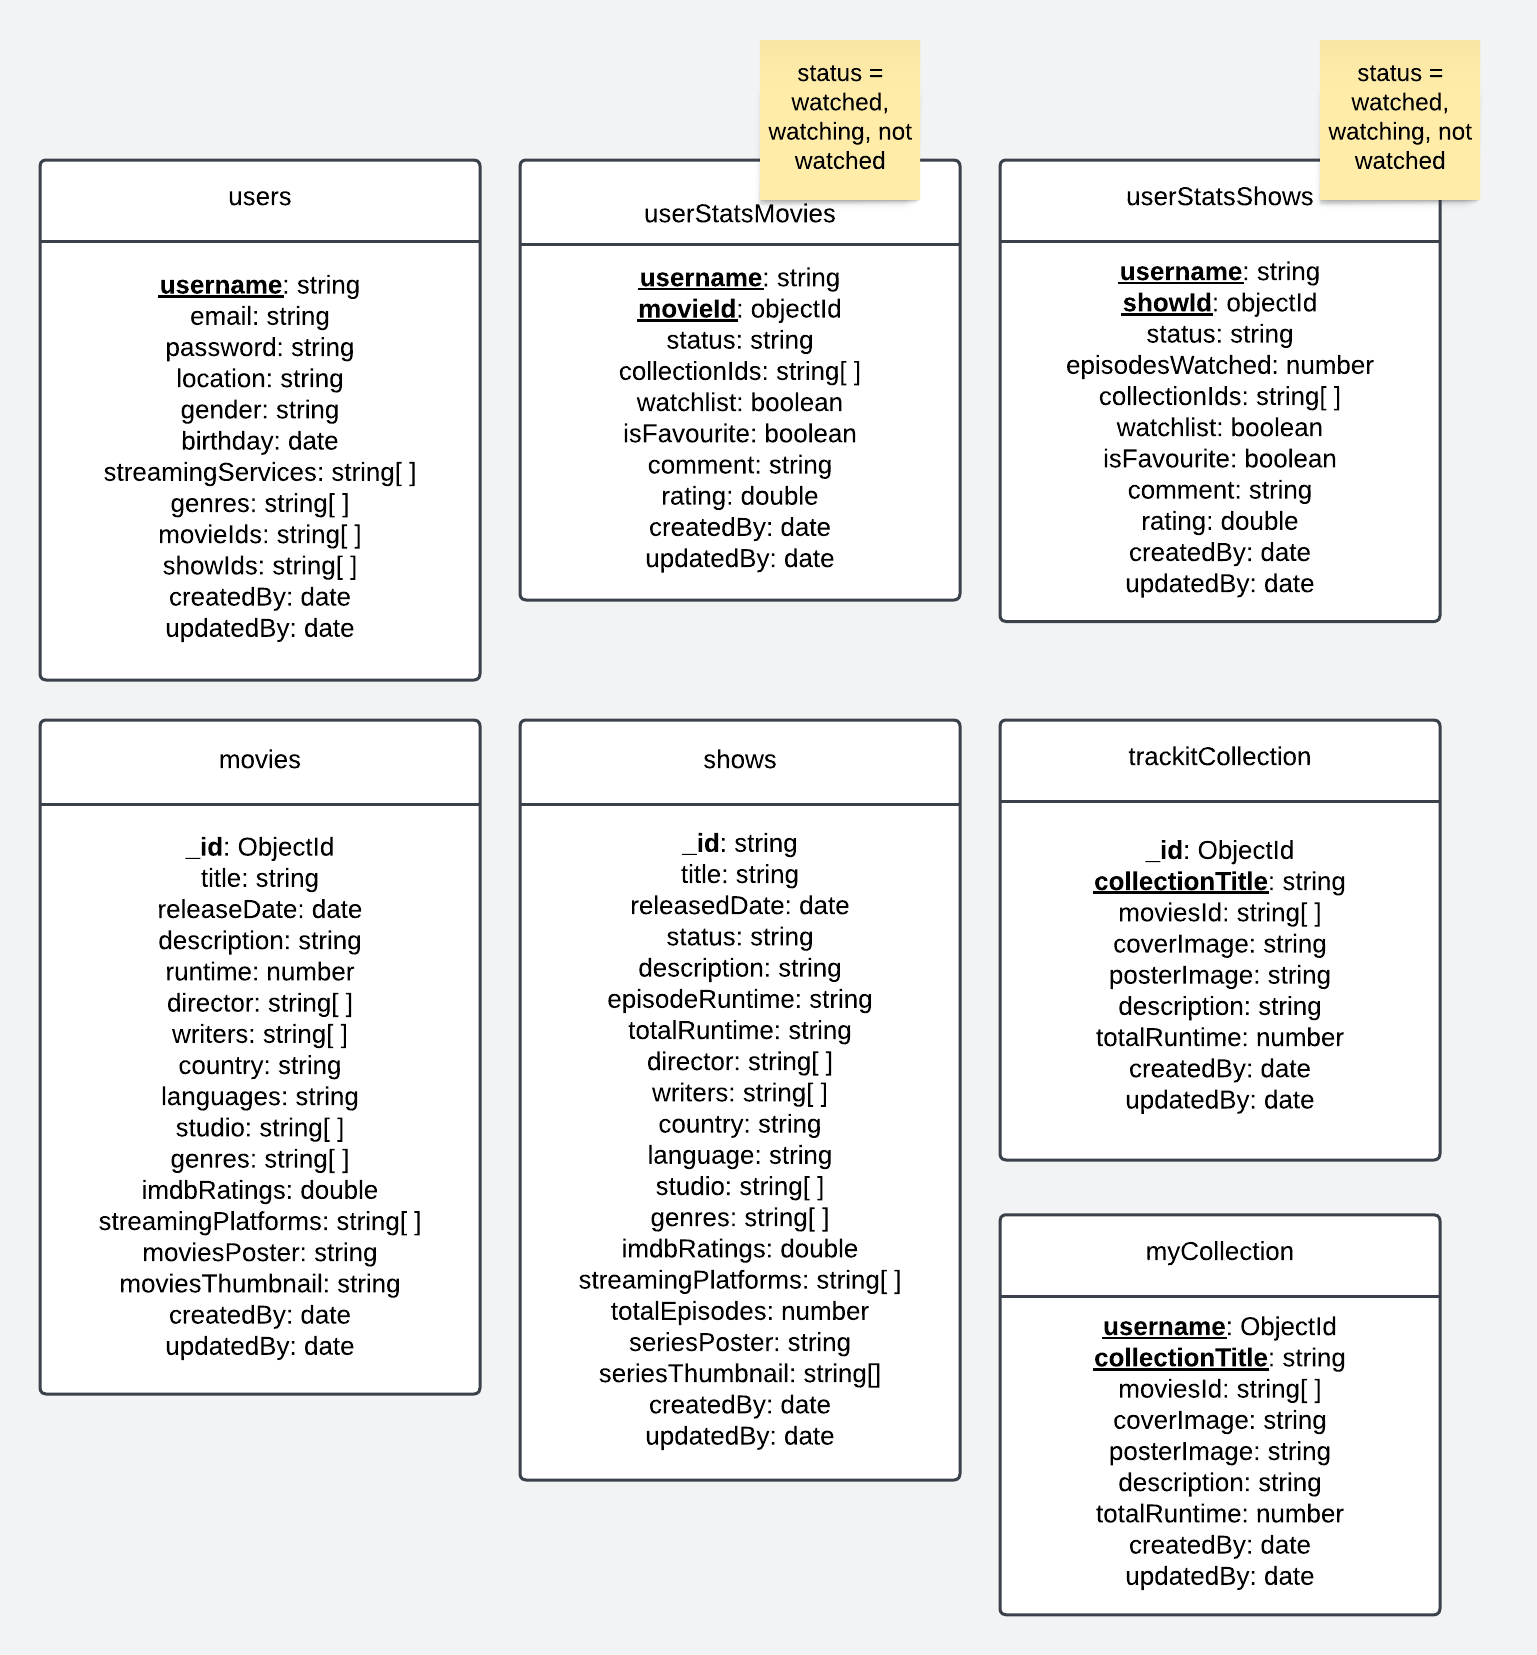 status =
watched,
watching, not
watched
status =
watched,
watching, not
watched
users
username: string
email: string
password: string
location: string
gender: string
birthday: date
streamingServices: string[ ]
genres: string[ ]
movieIds: string[ ]
showIds: string[ ]
createdBy: date
updatedBy: date
userStatsMovies
username: string
movieId: objectId
status: string
collectionIds: string[ ]
watchlist: boolean
isFavourite: boolean
comment: string
rating: double
createdBy: date
updatedBy: date
userStatsShows
username: string
showId: objectId
status: string
episodesWatched: number
collectionIds: string[ ]
watchlist: boolean
isFavourite: boolean
comment: string
rating: double
createdBy: date
updatedBy: date
movies
_id: ObjectId
title: string
releaseDate: date
description: string
runtime: number
director: string[ ]
writers: string[ ]
country: string
languages: string
studio: string[ ]
genres: string[ ]
imdbRatings: double
streamingPlatforms: string[ ]
moviesPoster: string
moviesThumbnail: string
createdBy: date
updatedBy: date
shows
_id: string
title: string
releasedDate: date
status: string
description: string
episodeRuntime: string
totalRuntime: string
director: string[ ]
writers: string[ ]
country: string
language: string
studio: string[ ]
genres: string[ ]
imdbRatings: double
streamingPlatforms: string[ ]
totalEpisodes: number
seriesPoster: string
seriesThumbnail: string[]
createdBy: date
updatedBy: date
trackitCollection
_id: ObjectId
collectionTitle: string
moviesId: string[ ]
coverImage: string
posterImage: string
description: string
totalRuntime: number
createdBy: date
updatedBy: date
myCollection
username: ObjectId
collectionTitle: string
moviesId: string[ ]
coverImage: string
posterImage: string
description: string
totalRuntime: number
createdBy: date
updatedBy: date